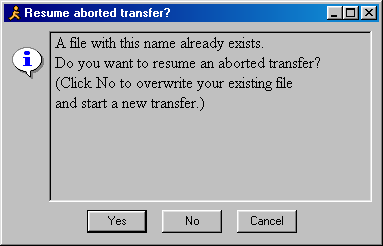 Resume aborted transfer?
A file with this name already exists.
Do you want to resume an aborted transfer?
(Click No to overwrite your existing file
and start a new transfer.)
Yes
No
Cancel